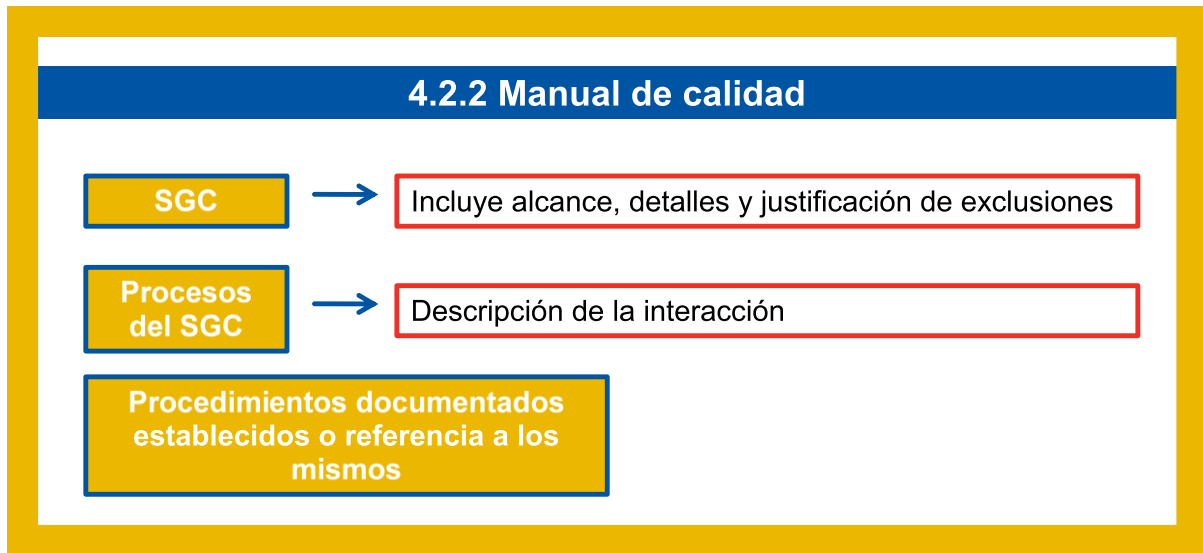 4.2.2 Manual de calidad
SGC
Incluye alcance, detalles y justificación de exclusiones
Procesos
del SGC
Descripción de la interacción
Procedimientos documentados
establecidos o referencia a los
mismos